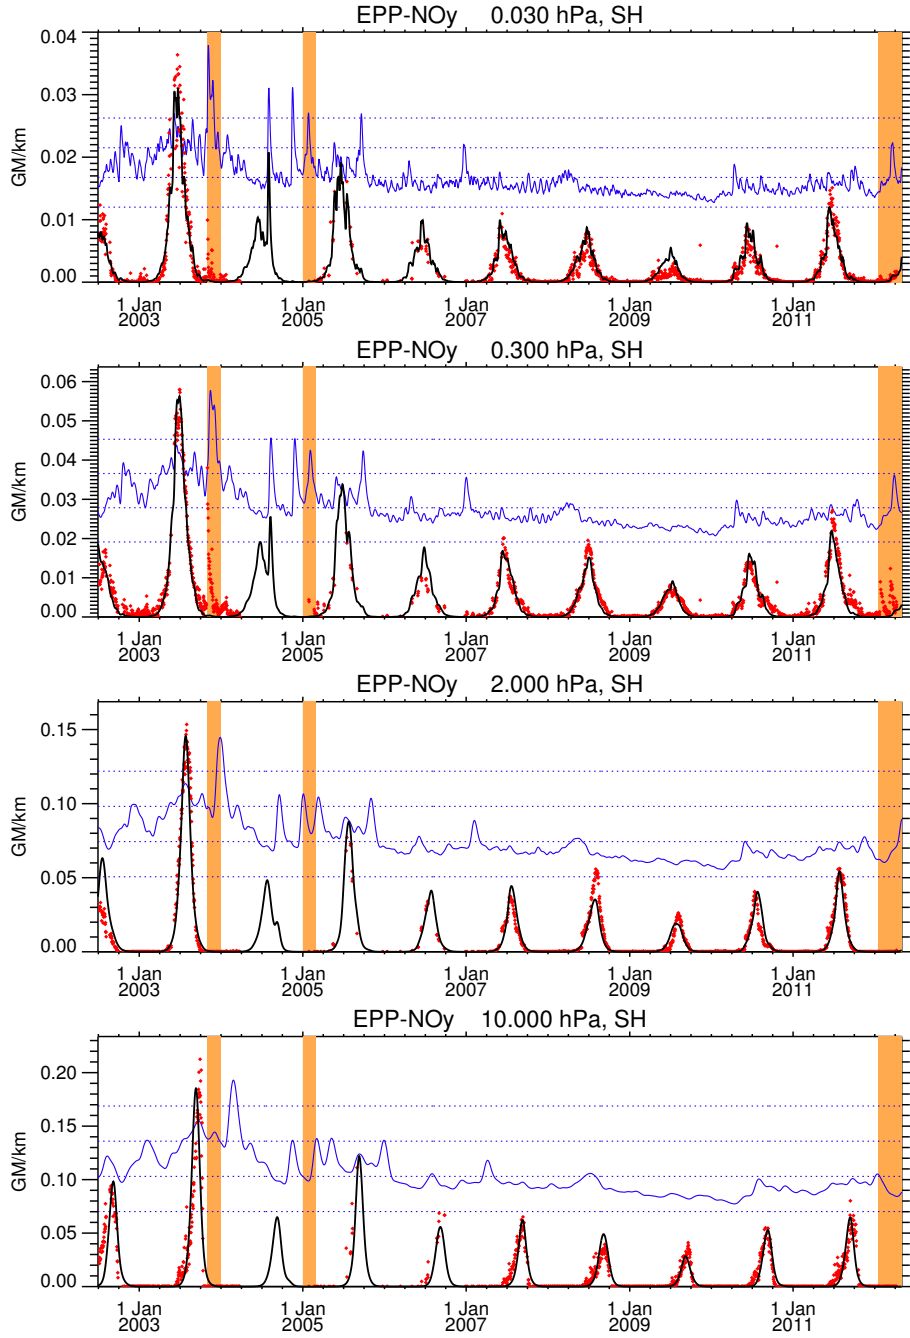 EPP-NOy 0.030 hPa, SH
0.04
0.03
0.02
0.01
0.00
GM/km
1 Jan 1 Jan 1 Jan 1 Jan 1 Jan
2003 2005 2007 2009 2011
EPP-NOy 0.300 hPa, SH
0.06
0.05
0.04
0.03
0.02
0.01
0.00
GM/km
1 Jan 1 Jan 1 Jan 1 Jan 1 Jan
2003 2005 2007 2009 2011
EPP-NOy 2.000 hPa, SH
0.15
0.10
0.05
0.00
GM/km
1 Jan 1 Jan 1 Jan 1 Jan 1 Jan
2003 2005 2007 2009 2011
EPP-NOy 10.000 hPa, SH
0.20
0.15
0.10
0.05
0.00
GM/km
1 Jan 1 Jan 1 Jan 1 Jan 1 Jan
2003 2005 2007 2009 2011